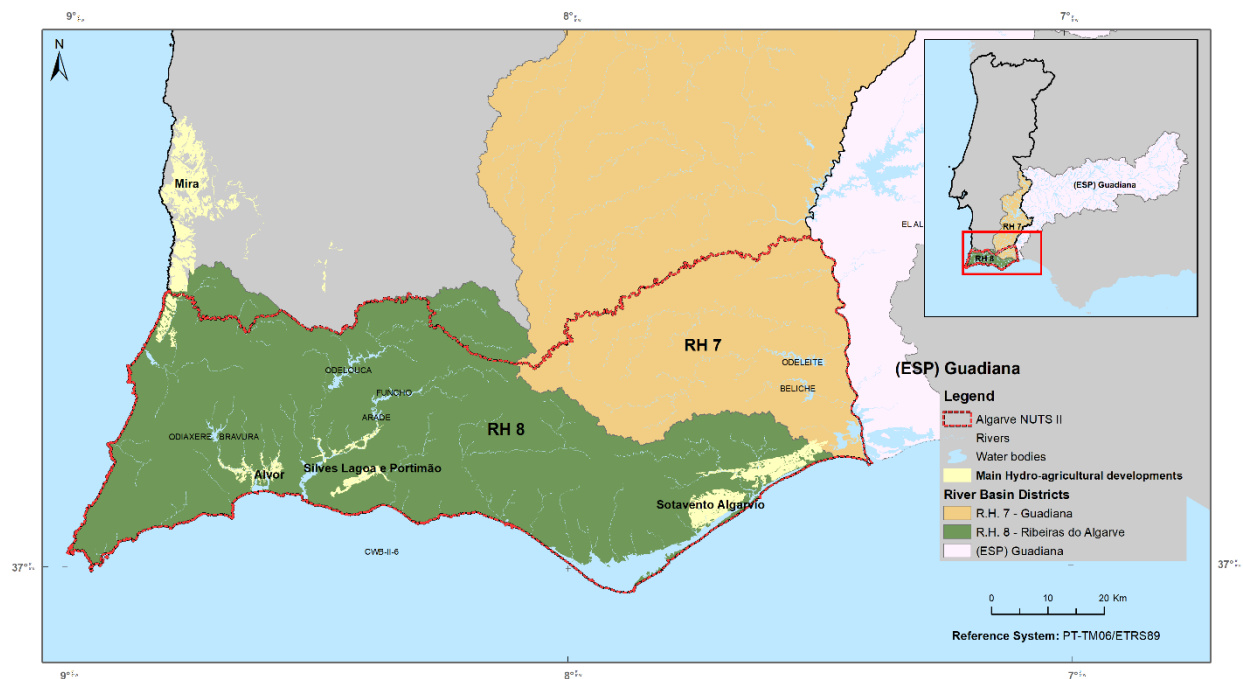 9°
8°
7°
N
Mira
(ESP) Guadiana
RH 7
RH 8
EL AL
RH 7
ODELEITE
BELICHE
ODELOUCA
FUNCHO
ARADE
RH 8
ODIAXERE BRAVURA
Alvor
Silves Lagoa e Portimão
Sotavento Algarvio
CWB-II-6
(ESP) Guadiana
Legend
Algarve NUTS II
Rivers
Water bodies
Main Hydro-agricultural developments
River Basin Districts
R.H. 7 - Guadiana
R.H. 8 - Ribeiras do Algarve
(ESP) Guadiana
37°
37°
0 10 20 Km
Reference System: PT-TM06/ETRS89
9°
8°
7°